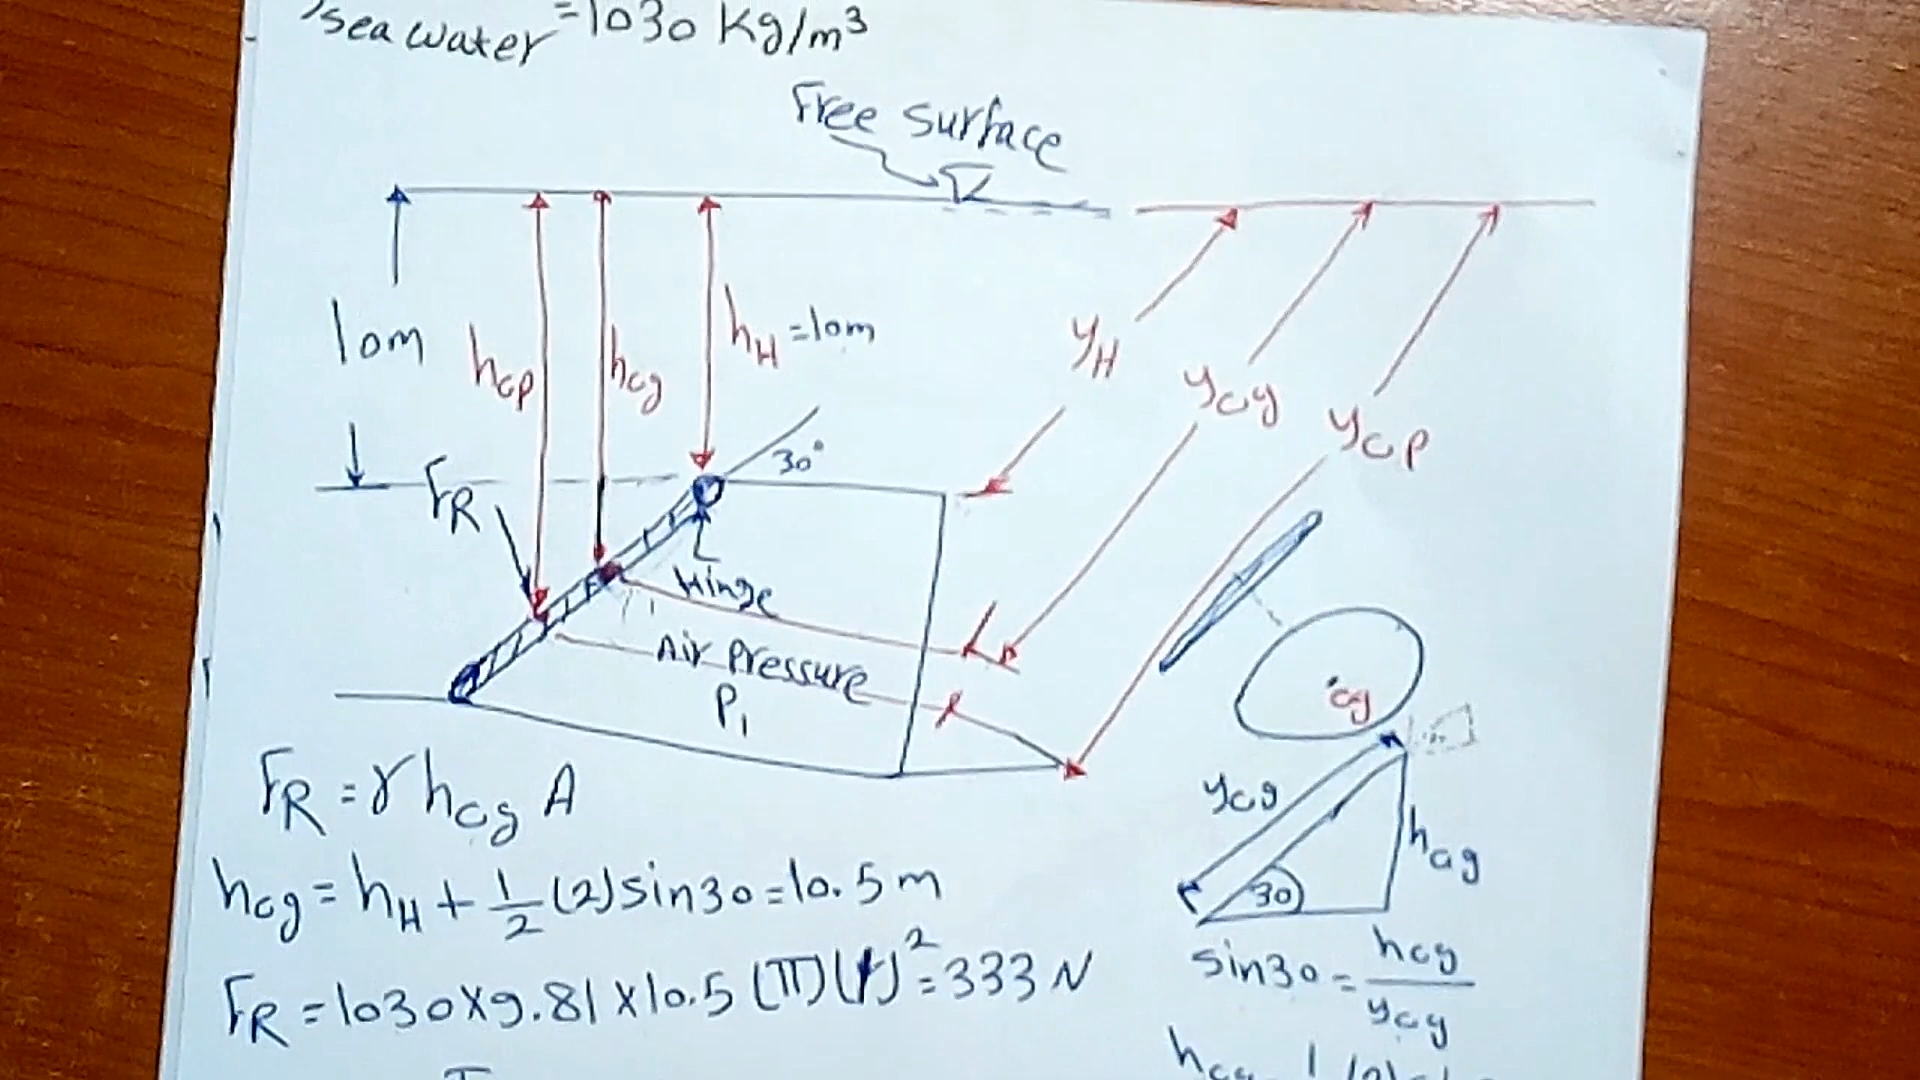 sea water = 1030 Kg/m³
Free surface
10m
hcp
hcg
hH = 10m
yH
ycg
ycp
30°
FR
Hinge
Air Pressure
P1
cg
FR = γ hcg A
hcg = hH + 1/2 (2) sin30 = 10.5 m
FR = 1030 x 9.81 x 10.5 (π)(1)² = 333 N
ycg
hcg
30
sin30 = hcg/ycg